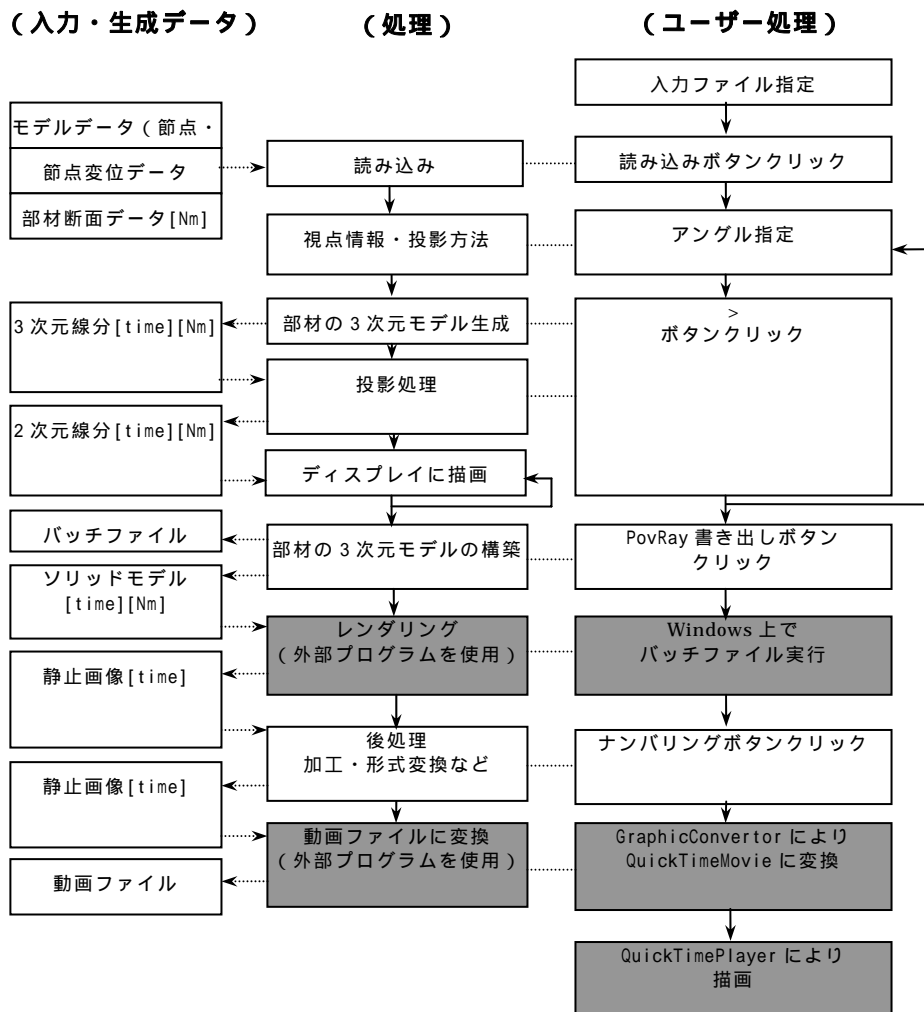 （入力・生成データ）
（処理）
（ユーザー処理）
モデルデータ（節点・
節点変位データ
部材断面データ[Nm]
3次元線分[time][Nm]
2次元線分[time][Nm]
バッチファイル
ソリッドモデル
[time][Nm]
静止画像[time]
静止画像[time]
動画ファイル
読み込み
視点情報・投影方法
部材の3次元モデル生成
投影処理
ディスプレイに描画
部材の3次元モデルの構築
レンダリング
（外部プログラムを使用）
後処理
加工・形式変換など
動画ファイルに変換
（外部プログラムを使用）
入力ファイル指定
読み込みボタンクリック
アングル指定
>
ボタンクリック
PovRay書き出しボタン
クリック
Windows上で
バッチファイル実行
ナンバリングボタンクリック
GraphicConvertorにより
QuickTimeMovieに変換
QuickTimePlayerにより
描画